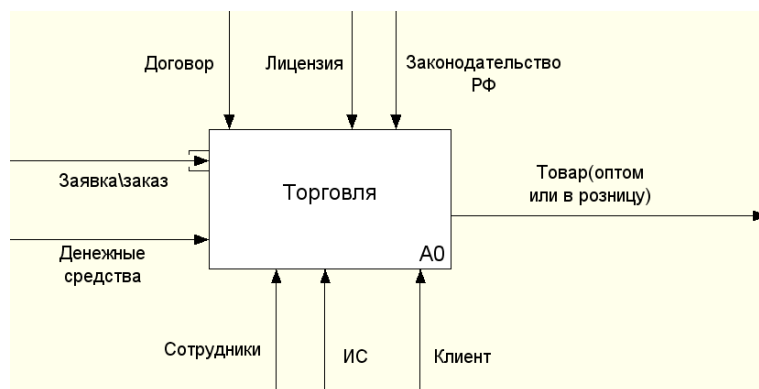 Договор
Лицензия
Законодательство
РФ
Заявка\заказ
Торговля
Товар(оптом
или в розницу)
Денежные
средства
A0
Сотрудники
ИС
Клиент